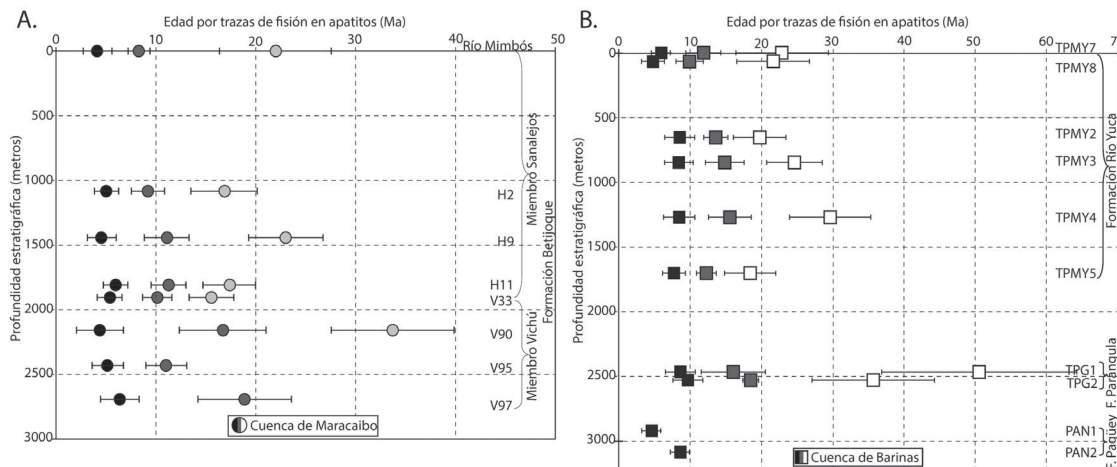 A.
Edad por trazas de fisión en apatitos (Ma)
0 10 20 30 40 50
Río Mimbós
0
500
1000
1500
2000
2500
3000
Profundidad estratigráfica (metros)
H2
H9
H11
V33
V90
V95
V97
Miembro Sanalejos
Miembro Vichú
Formación Betijoque
Cuenca de Maracaibo
B.
Edad por trazas de fisión en apatitos (Ma)
0 10 20 30 40 50 60 7
0
500
1000
1500
2000
2500
3000
Profundidad estratigráfica (metros)
TPMY7
TPMY8
TPMY2
TPMY3
TPMY4
TPMY5
TPG1
TPG2
PAN1
PAN2
Formación Río Yuca
F. Parángula
F. Pagüey
Cuenca de Barinas